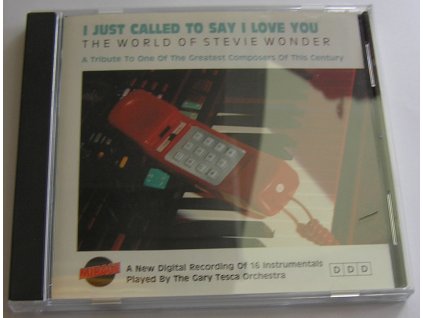 I JUST CALLED TO SAY I LOVE YOU
THE WORLD OF STEVIE WONDER
A Tribute To One Of The Greatest Composers Of This Century
MIRAGE
A New Digital Recording Of 16 Instrumentals
Played By The Gary Tesca Orchestra
D D D